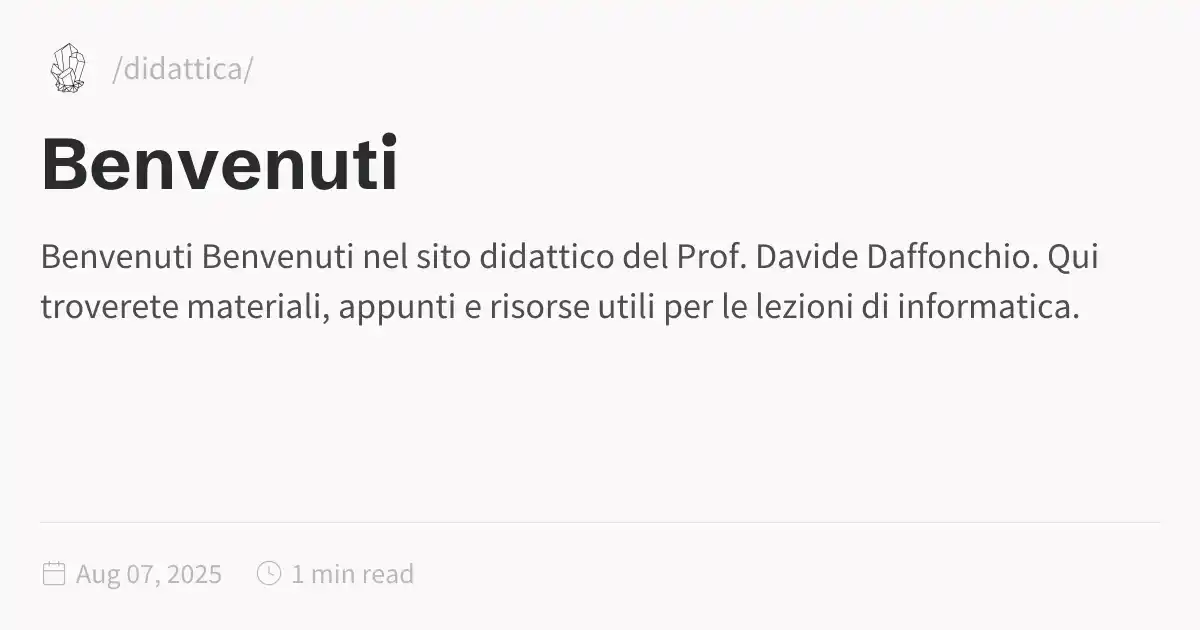 /didattica/
Benvenuti
Benvenuti Benvenuti nel sito didattico del Prof. Davide Daffonchio. Qui
troverete materiali, appunti e risorse utili per le lezioni di informatica.
Aug 07, 2025 1 min read